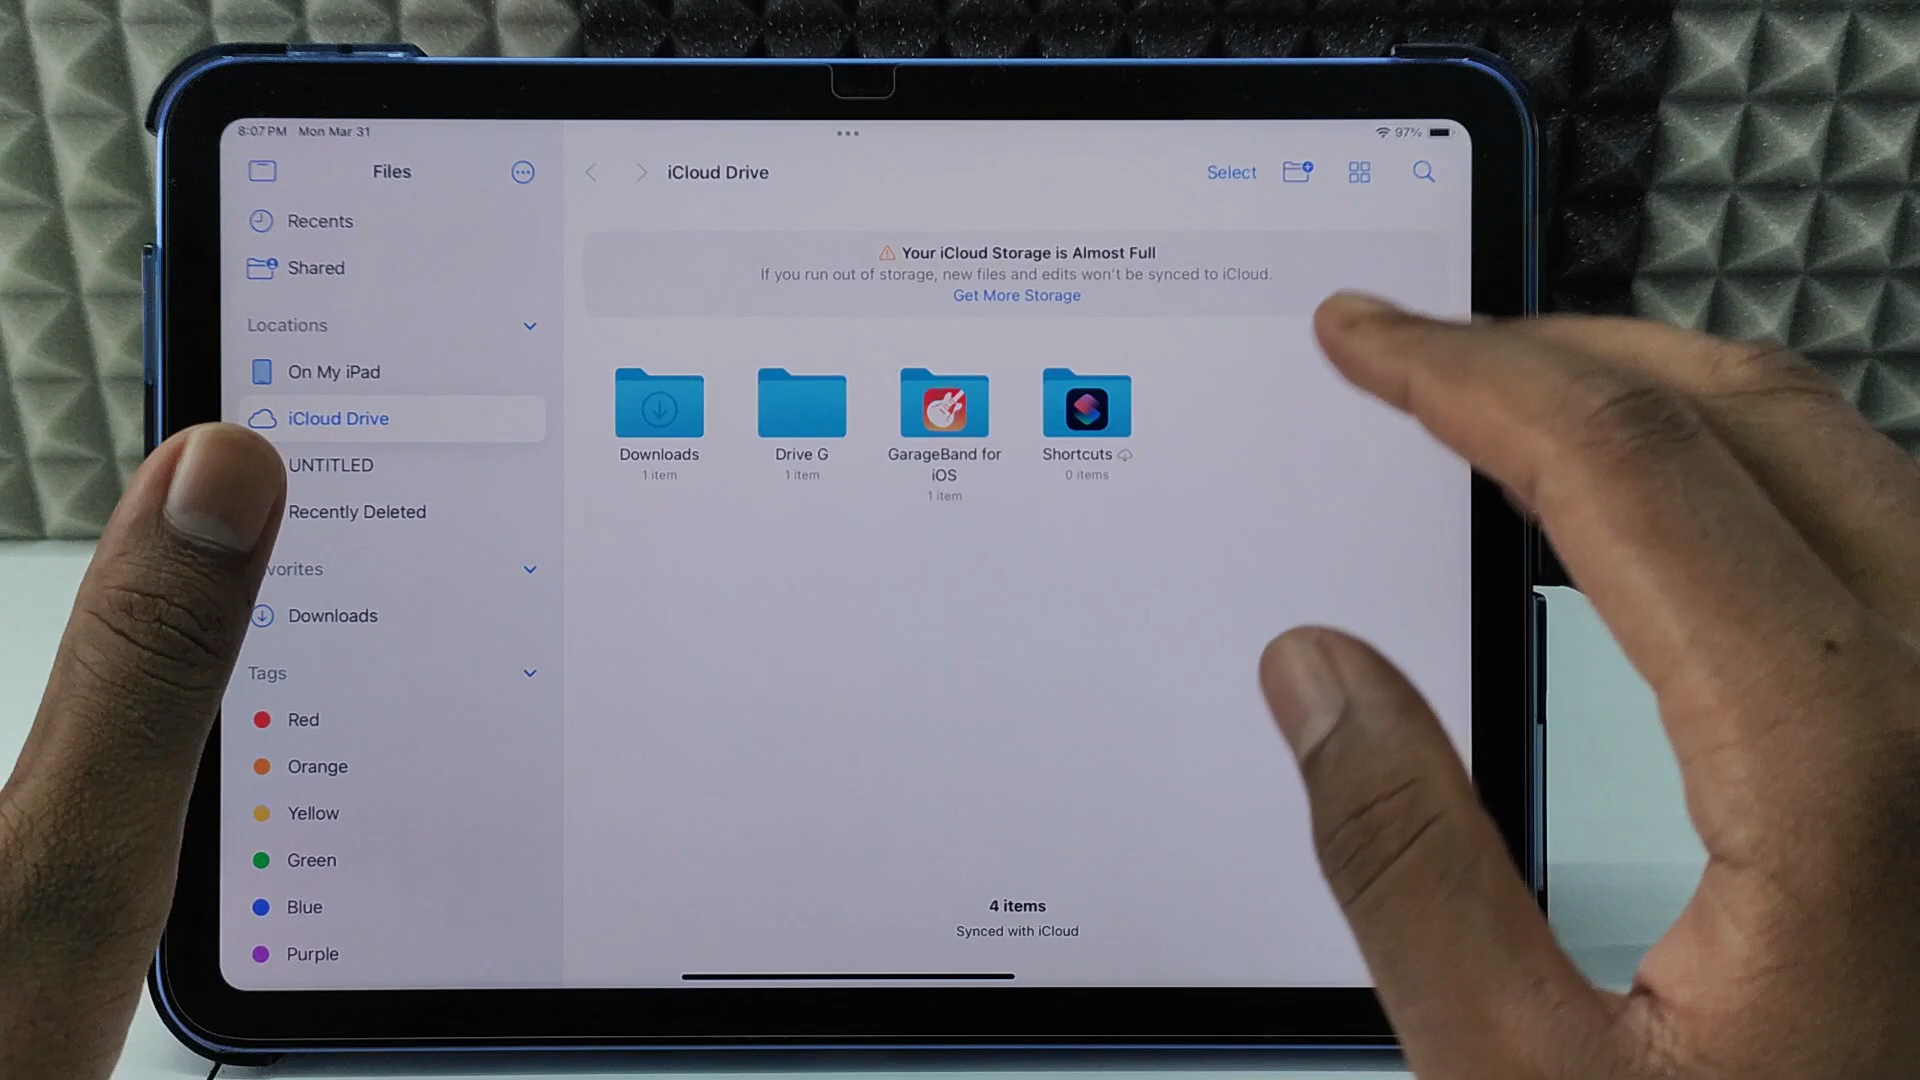 8:07 PM Mon Mar 31
97%
Files
iCloud Drive
Select
Recents
Shared
Locations
On My iPad
iCloud Drive
UNTITLED
Recently Deleted
vorites
Downloads
Tags
Red
Orange
Yellow
Green
Blue
Purple
Your iCloud Storage is Almost Full
If you run out of storage, new files and edits won't be synced to iCloud.
Get More Storage
Downloads
1 item
Drive G
1 item
GarageBand for
iOS
1 item
Shortcuts
0 items
4 items
Synced with iCloud